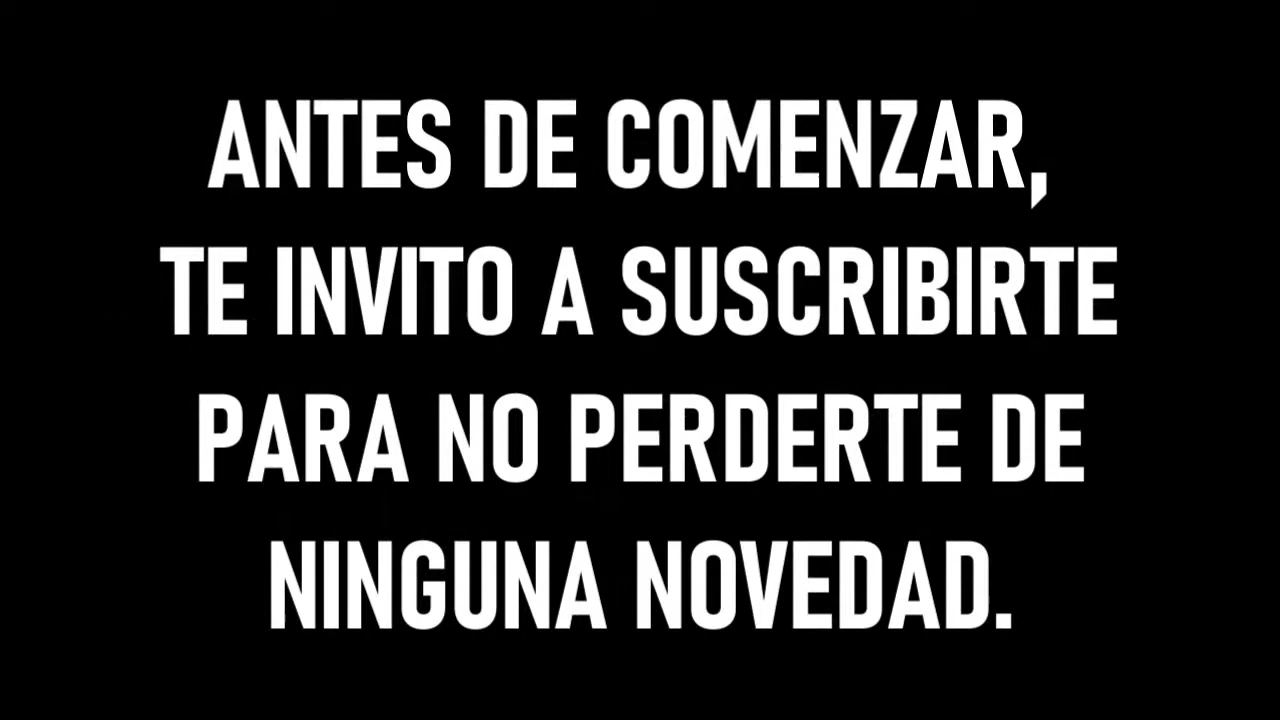 ANTES DE COMENZAR,
TE INVITO A SUSCRIBIRTE
PARA NO PERDERTE DE
NINGUNA NOVEDAD.